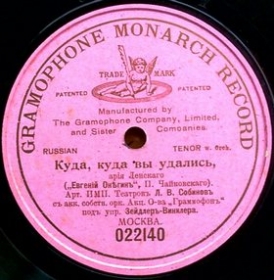 GRAMOPHONE MONARCH RECORD
TRADE MARK
PATENTED PATENTED
Manufactured by
The Gramophone Company, Limited,
and Sister Companies.
RUSSIAN TENOR
Куда, куда вы удались,
арія Ленскаго
(„Евгеній Онѣгинъ“, П. Чайковскаго).
Арт. ИМП. Театровъ Л. В. Собиновъ
съ акк. собств. орк. Акц. О-ва „Граммофонъ“
подъ упр. Зейдлеръ-Винклера.
МОСКВА.
022140